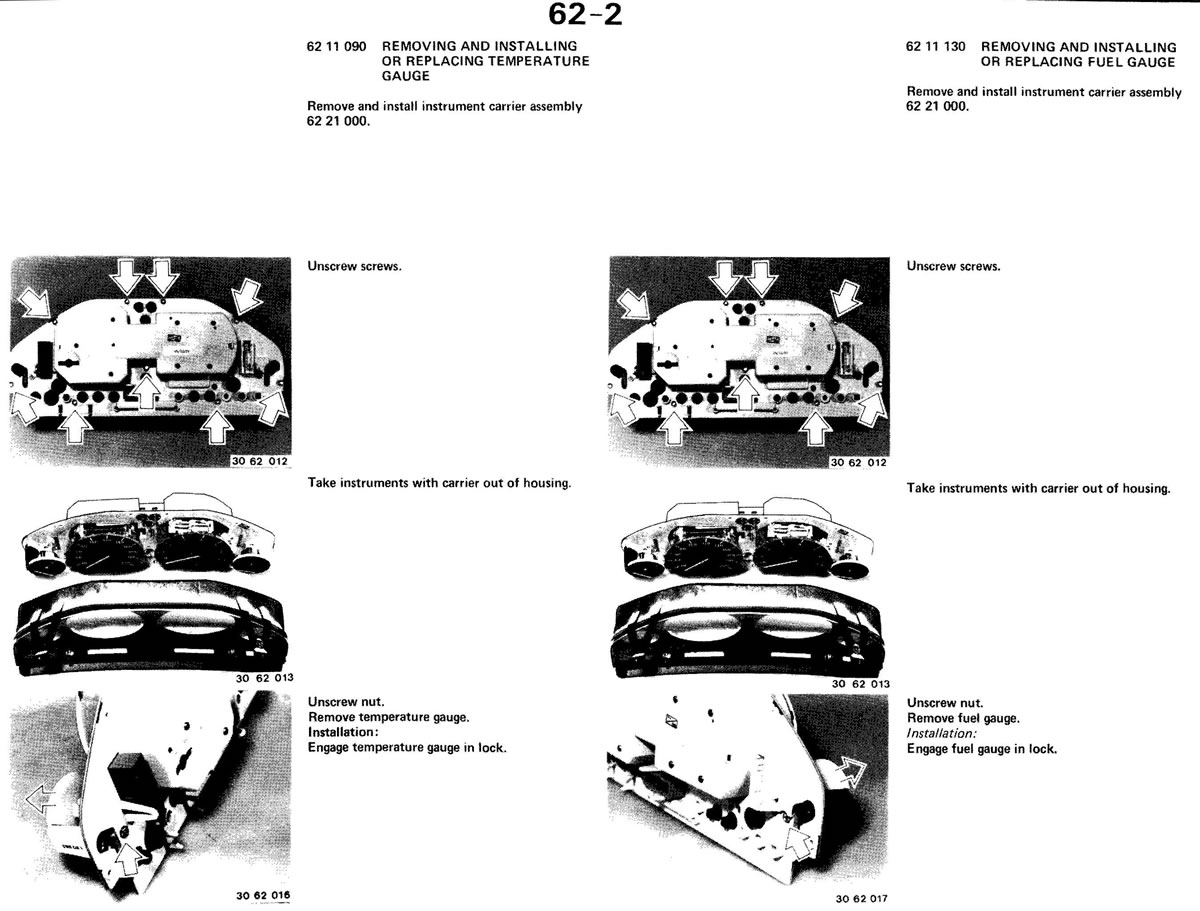 62-2
62 11 090 REMOVING AND INSTALLING
OR REPLACING TEMPERATURE
GAUGE
Remove and install instrument carrier assembly
62 21 000.
Unscrew screws.
30 62 012
Take instruments with carrier out of housing.
30 62 013
Unscrew nut.
Remove temperature gauge.
Installation:
Engage temperature gauge in lock.
30 62 016
62 11 130 REMOVING AND INSTALLING
OR REPLACING FUEL GAUGE
Remove and install instrument carrier assembly
62 21 000.
Unscrew screws.
30 62 012
Take instruments with carrier out of housing.
30 62 013
Unscrew nut.
Remove fuel gauge.
Installation:
Engage fuel gauge in lock.
30 62 017